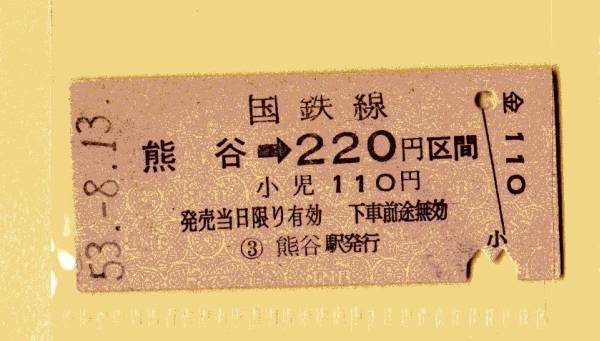 53.-8.13.
国鉄線
熊谷➡220円区間
小児110円
発売当日限り有効 下車前途無効
③ 熊谷駅発行
金110
小